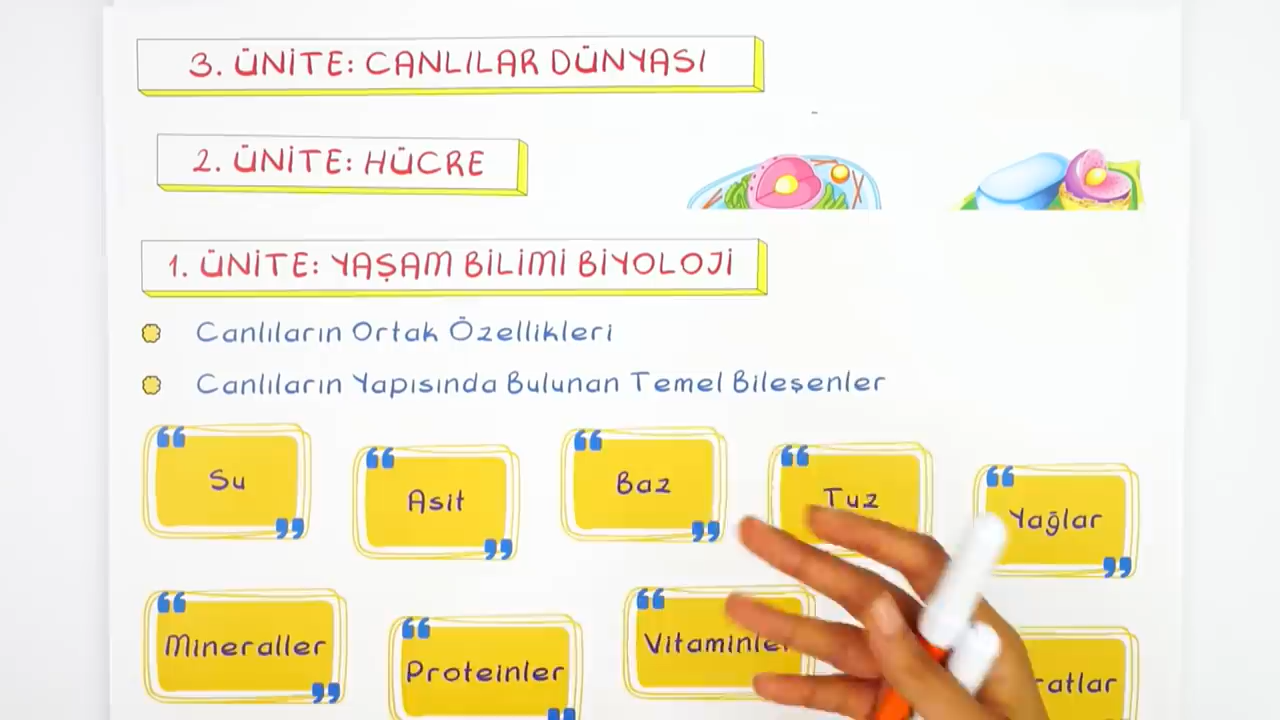 3. ÜNİTE: CANLILAR DÜNYASI
2. ÜNİTE: HÜCRE
1. ÜNİTE: YAŞAM BİLİMİ BİYOLOJİ
Canlıların Ortak Özellikleri
Canlıların Yapısında Bulunan Temel Bileşenler
Su
Asit
Baz
Tuz
Yağlar
Mineraller
Proteinler